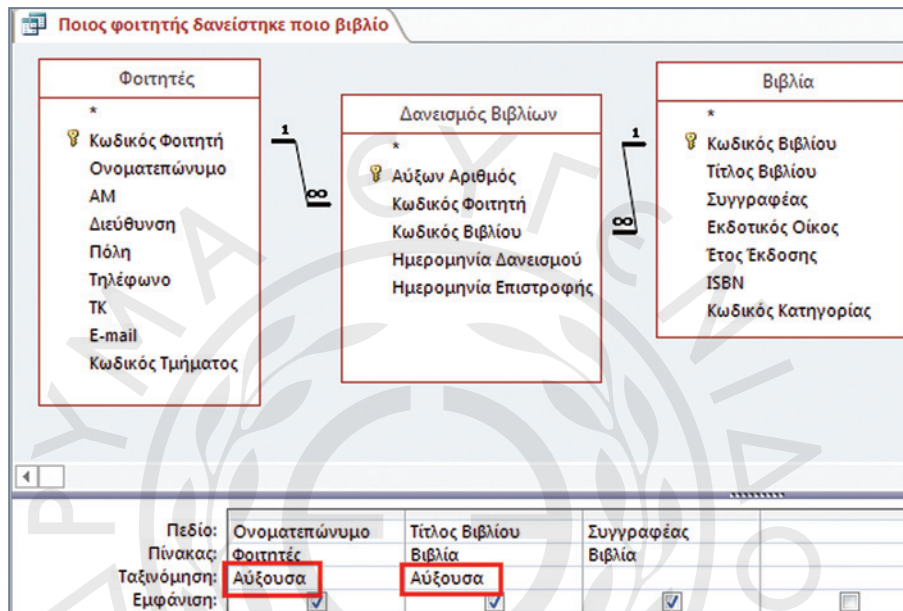 Ποιος φοιτητής δανείστηκε ποιο βιβλίο
Φοιτητές
*
Κωδικός Φοιτητή
Ονοματεπώνυμο
ΑΜ
Διεύθυνση
Πόλη
Τηλέφωνο
ΤΚ
E-mail
Κωδικός Τμήματος
1
∞
Δανεισμός Βιβλίων
*
Αύξων Αριθμός
Κωδικός Φοιτητή
Κωδικός Βιβλίου
Ημερομηνία Δανεισμού
Ημερομηνία Επιστροφής
1
∞
Βιβλία
*
Κωδικός Βιβλίου
Τίτλος Βιβλίου
Συγγραφέας
Εκδοτικός Οίκος
Έτος Έκδοσης
ISBN
Κωδικός Κατηγορίας
Πεδίο: Ονοματεπώνυμο Τίτλος Βιβλίου Συγγραφέας
Πίνακας: Φοιτητές Βιβλία Βιβλία
Ταξινόμηση: Αύξουσα Αύξουσα
Εμφάνιση: